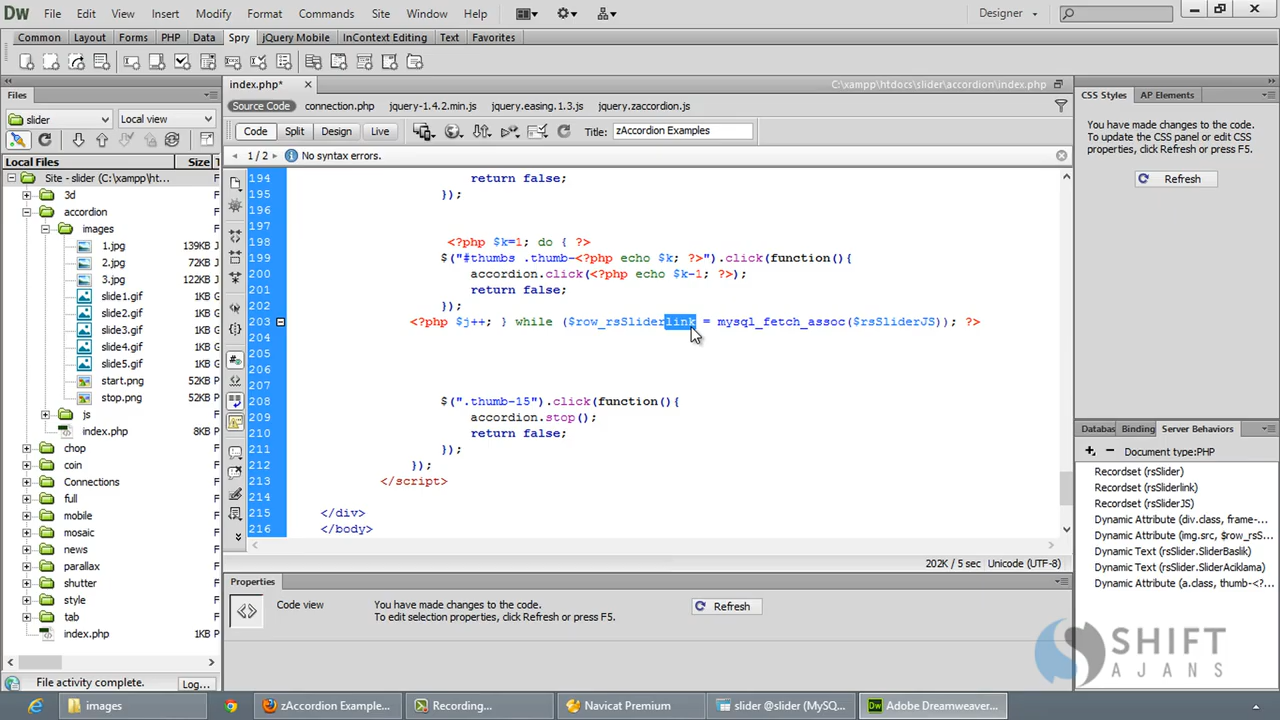 Dw File Edit View Insert Modify Format Commands Site Window Help Designer
Common Layout Forms PHP Data Spry jQuery Mobile InContext Editing Text Favorites
Files
slider Local view
Local Files Size T
Site - slider (C:\xampp\ht... F
3d F
accordion F
images F
1.jpg 139KB J
2.jpg 72KB J
3.jpg 122KB J
slide1.gif 1KB G
slide2.gif 1KB G
slide3.gif 1KB G
slide4.gif 1KB G
slide5.gif 1KB G
start.png 52KB P
stop.png 52KB P
js F
index.php 8KB P
chop F
coin F
Connections F
full F
mobile F
mosaic F
news F
parallax F
shutter F
style F
tab F
index.php 1KB P
File activity complete. Log...
index.php* C:\xampp\htdocs\slider\accordion\index.php
Source Code connection.php jquery-1.4.2.min.js jquery.easing.1.3.js jquery.zaccordion.js
Code Split Design Live Title: zAccordion Examples
1 / 2 No syntax errors.
194 return false;
195 });
196
197
198 <?php $k=1; do { ?>
199 $("#thumbs .thumb-<?php echo $k; ?>").click(function(){
200 accordion.click(<?php echo $k-1; ?>);
201 return false;
202 });
203 <?php $j++; } while ($row_rsSliderlink = mysql_fetch_assoc($rsSliderJS)); ?>
204
205
206
207
208 $(".thumb-15").click(function(){
209 accordion.stop();
210 return false;
211 });
212 });
213 </script>
214
215 </div>
216 </body>
202K / 5 sec Unicode (UTF-8)
Properties
Code view You have made changes to the code. Refresh
To edit selection properties, click Refresh or press F5.
CSS Styles AP Elements
You have made changes to the code.
To update the CSS panel or edit CSS
properties, click Refresh or press F5.
Refresh
Databas Binding Server Behaviors
Document type:PHP
Recordset (rsSlider)
Recordset (rsSliderlink)
Recordset (rsSliderJS)
Dynamic Attribute (div.class, frame-...
Dynamic Attribute (img.src, $row_rsS...
Dynamic Text (rsSlider.SliderBaslik)
Dynamic Text (rsSlider.SliderAciklama)
Dynamic Attribute (a.class, thumb-<?...
SHIFT
AJANS
images zAccordion Example... Recording... Navicat Premium slider @slider (MySQ... Adobe Dreamweaver...